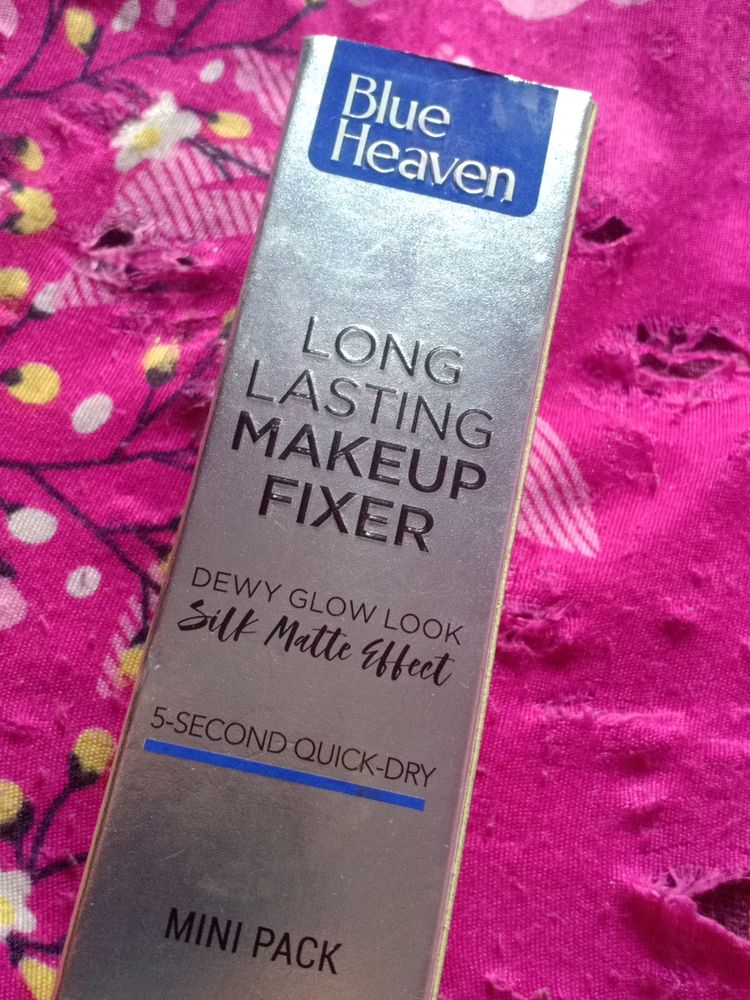 Blue
Heaven
LONG
LASTING
MAKEUP
FIXER
DEWY GLOW LOOK
Silk Matte Effect
5-SECOND QUICK-DRY
MINI PACK